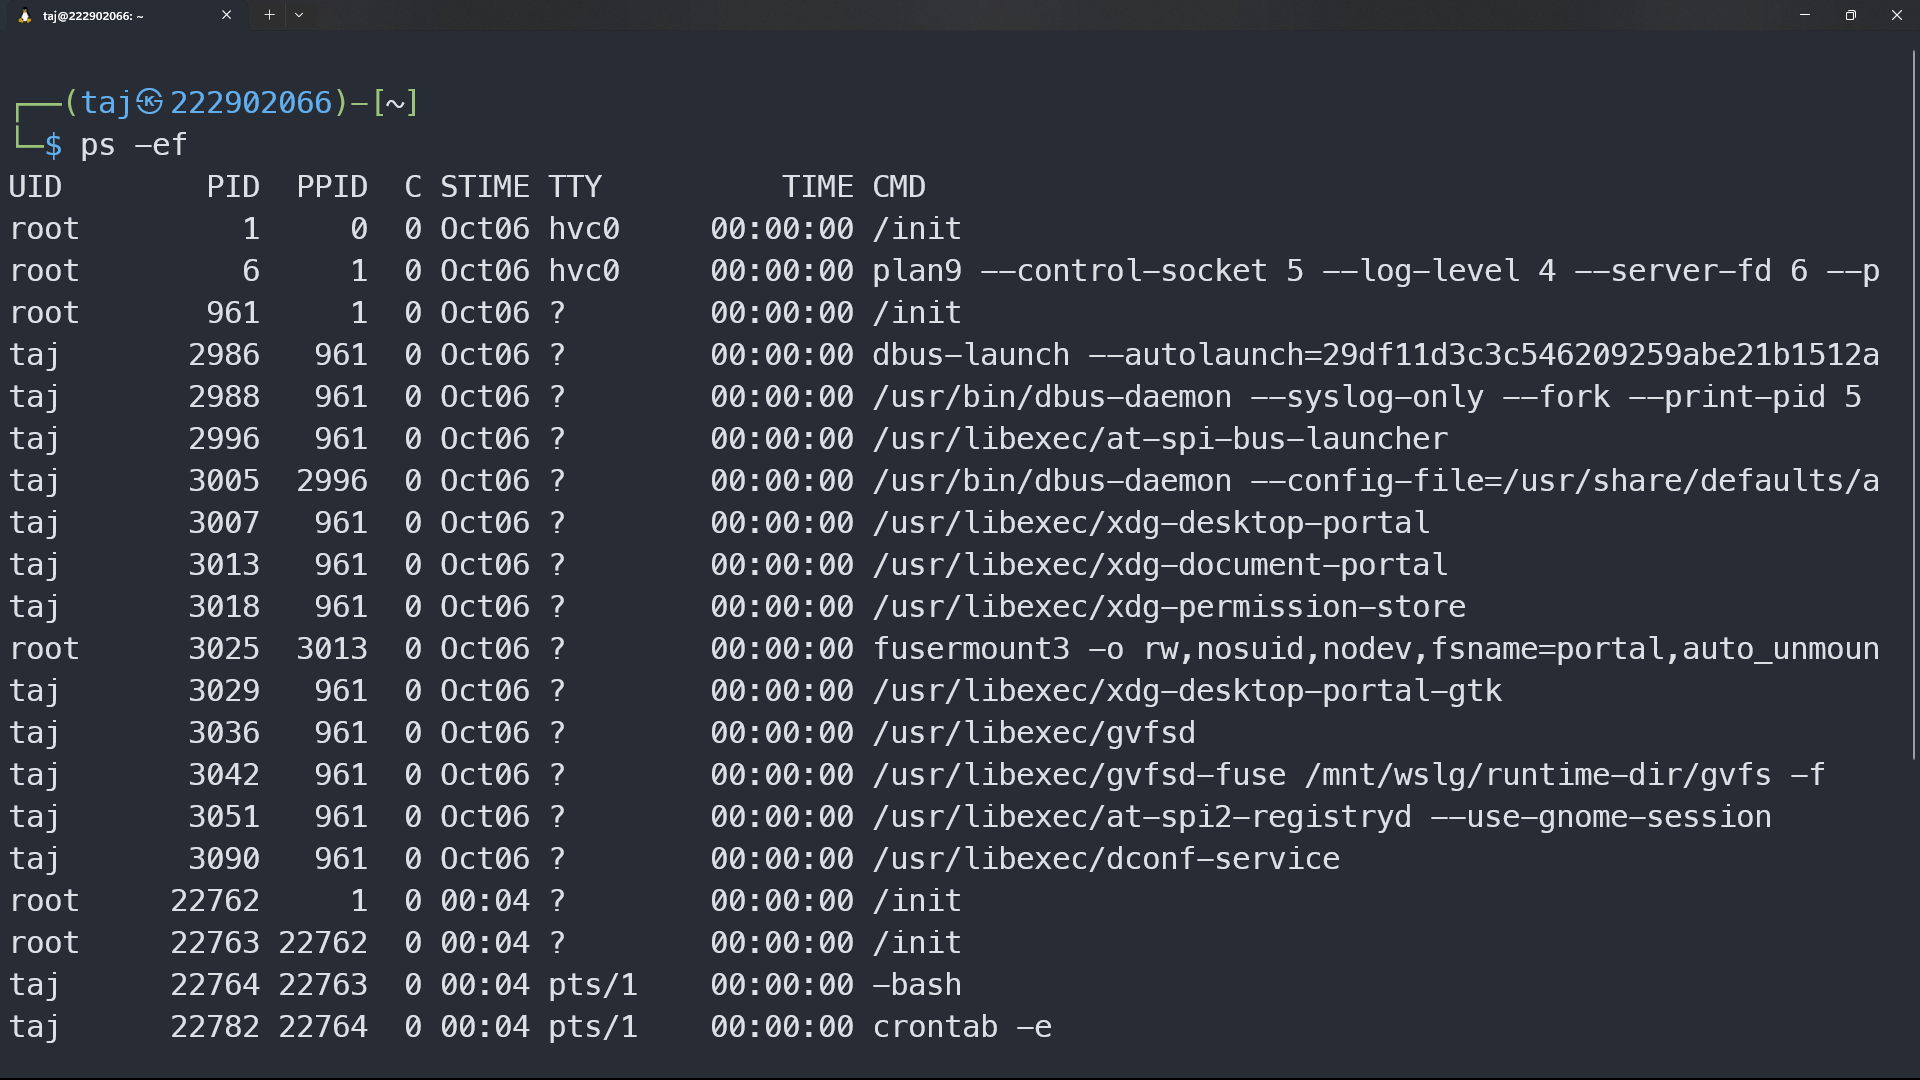 taj@222902066: ~
┌──(taj㉿222902066)-[~]
└─$ ps -ef
UID        PID  PPID  C STIME TTY          TIME CMD
root         1     0  0 Oct06 hvc0     00:00:00 /init
root         6     1  0 Oct06 hvc0     00:00:00 plan9 --control-socket 5 --log-level 4 --server-fd 6 --p
root       961     1  0 Oct06 ?        00:00:00 /init
taj       2986   961  0 Oct06 ?        00:00:00 dbus-launch --autolaunch=29df11d3c3c546209259abe21b1512a
taj       2988   961  0 Oct06 ?        00:00:00 /usr/bin/dbus-daemon --syslog-only --fork --print-pid 5
taj       2996   961  0 Oct06 ?        00:00:00 /usr/libexec/at-spi-bus-launcher
taj       3005  2996  0 Oct06 ?        00:00:00 /usr/bin/dbus-daemon --config-file=/usr/share/defaults/a
taj       3007   961  0 Oct06 ?        00:00:00 /usr/libexec/xdg-desktop-portal
taj       3013   961  0 Oct06 ?        00:00:00 /usr/libexec/xdg-document-portal
taj       3018   961  0 Oct06 ?        00:00:00 /usr/libexec/xdg-permission-store
root      3025  3013  0 Oct06 ?        00:00:00 fusermount3 -o rw,nosuid,nodev,fsname=portal,auto_unmoun
taj       3029   961  0 Oct06 ?        00:00:00 /usr/libexec/xdg-desktop-portal-gtk
taj       3036   961  0 Oct06 ?        00:00:00 /usr/libexec/gvfsd
taj       3042   961  0 Oct06 ?        00:00:00 /usr/libexec/gvfsd-fuse /mnt/wslg/runtime-dir/gvfs -f
taj       3051   961  0 Oct06 ?        00:00:00 /usr/libexec/at-spi2-registryd --use-gnome-session
taj       3090   961  0 Oct06 ?        00:00:00 /usr/libexec/dconf-service
root     22762     1  0 00:04 ?        00:00:00 /init
root     22763 22762  0 00:04 ?        00:00:00 /init
taj      22764 22763  0 00:04 pts/1    00:00:00 -bash
taj      22782 22764  0 00:04 pts/1    00:00:00 crontab -e